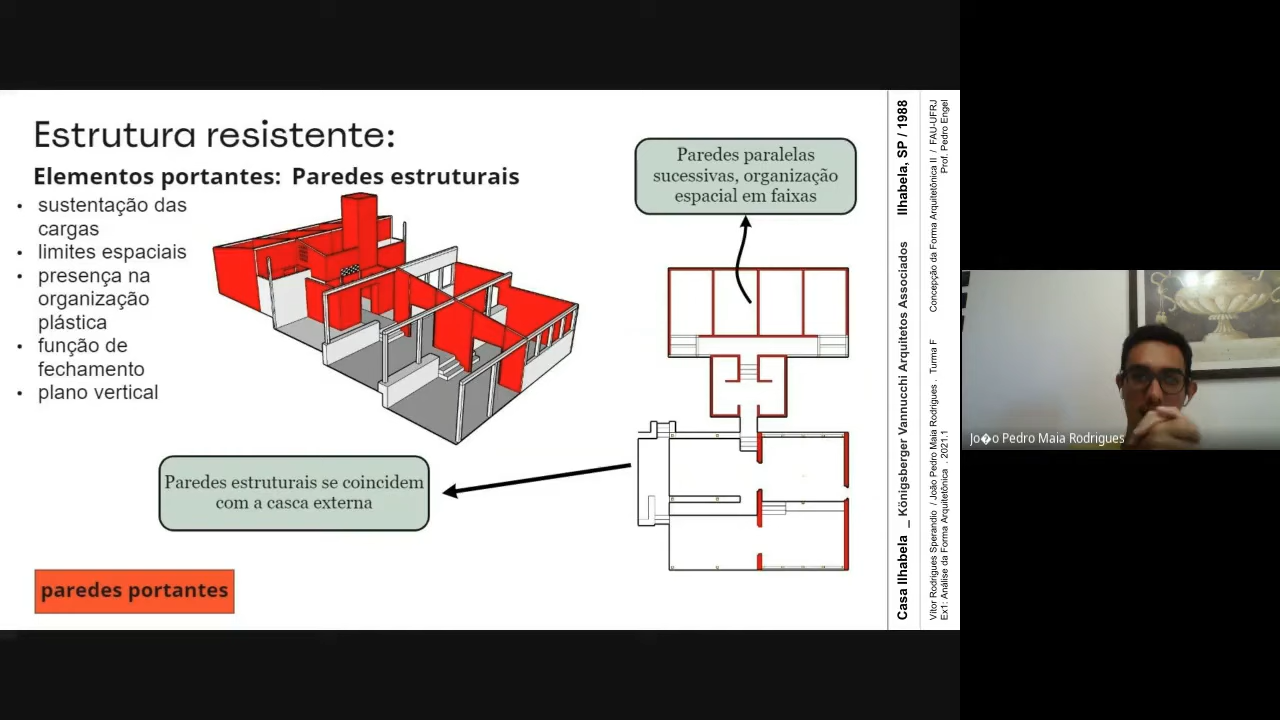 Estrutura resistente:
Elementos portantes: Paredes estruturais
• sustentação das
cargas
• limites espaciais
• presença na
organização
plástica
• função de
fechamento
• plano vertical
Paredes paralelas
sucessivas, organização
espacial em faixas
Paredes estruturais se coincidem
com a casca externa
paredes portantes
Casa Ilhabela _ Königsberger Vannucchi Arquitetos Associados Ilhabela, SP / 1988
Vitor Rodrigues Sperandio / João Pedro Maia Rodrigues . Turma F Concepção da Forma Arquitetônica II / FAU-UFRJ
Ex1: Análise da Forma Arquitetônica . 2021.1 Prof. Pedro Engel
Jo�o Pedro Maia Rodrigues